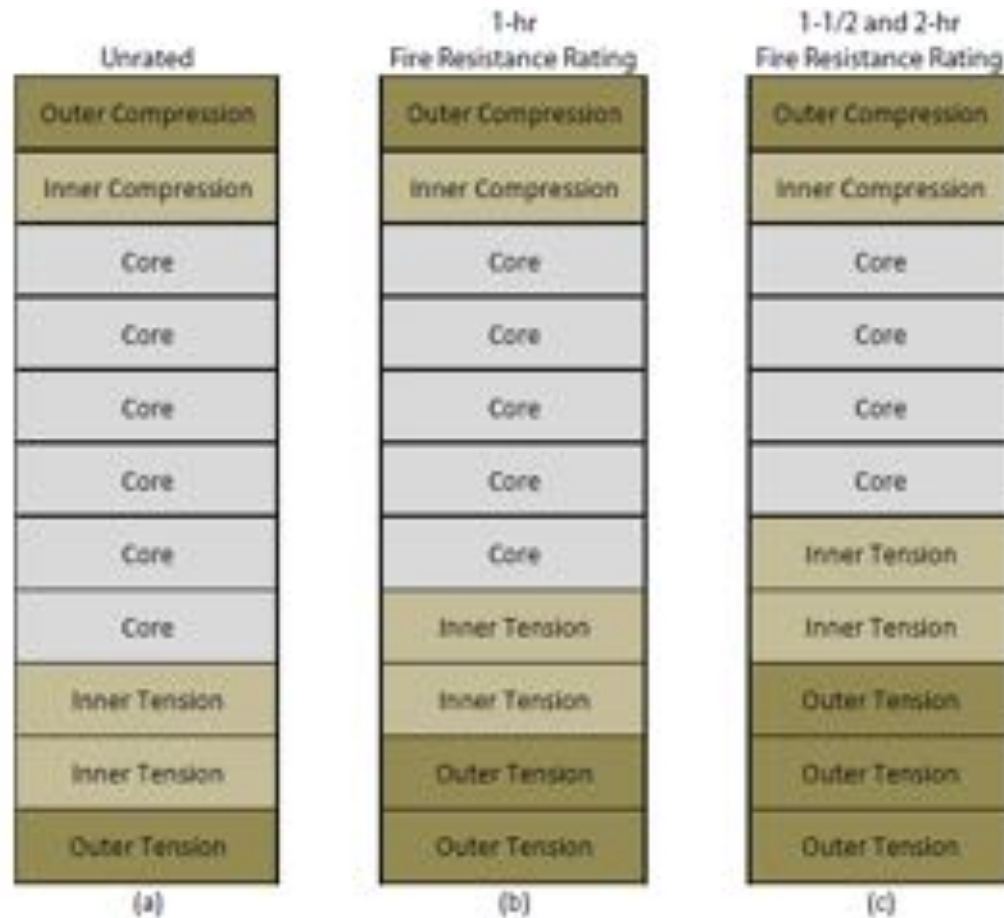 Unrated
Outer Compression
Inner Compression
Core
Core
Core
Core
Core
Core
Inner Tension
Inner Tension
Outer Tension
(a)
1-hr
Fire Resistance Rating
Outer Compression
Inner Compression
Core
Core
Core
Core
Core
Inner Tension
Inner Tension
Outer Tension
Outer Tension
(b)
1-1/2 and 2-hr
Fire Resistance Rating
Outer Compression
Inner Compression
Core
Core
Core
Core
Inner Tension
Inner Tension
Outer Tension
Outer Tension
Outer Tension
(c)